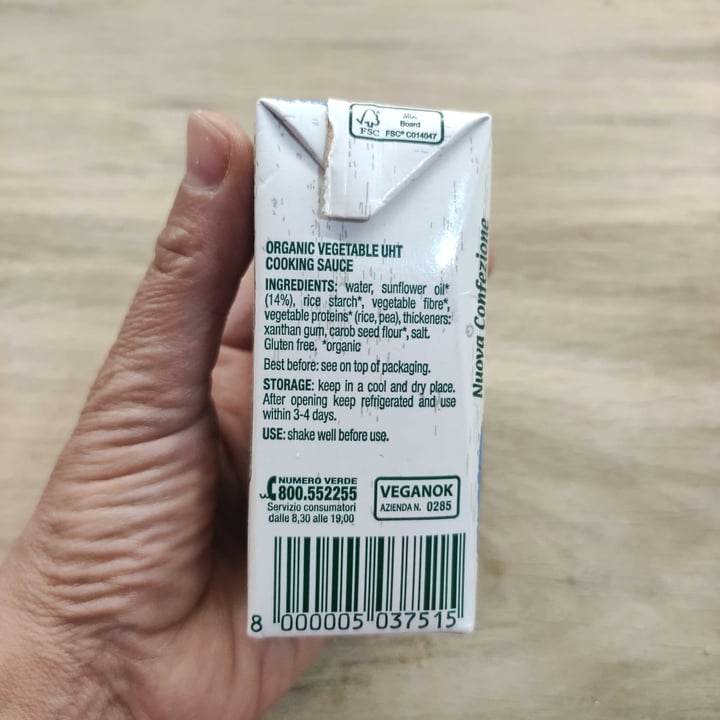 MIX
Board
FSC FSC® C014047
ORGANIC VEGETABLE UHT
COOKING SAUCE
INGREDIENTS: water, sunflower oil*
(14%), rice starch*, vegetable fibre*,
vegetable proteins* (rice, pea), thickeners:
xanthan gum, carob seed flour*, salt.
Gluten free, *organic
Best before: see on top of packaging.
STORAGE: keep in a cool and dry place.
After opening keep refrigerated and use
within 3-4 days.
USE: shake well before use.
NUMERO VERDE
800.552255
Servizio consumatori
dalle 8,30 alle 19,00
VEGANOK
AZIENDA N. 0285
8 000005 037515
Nuova Confezione